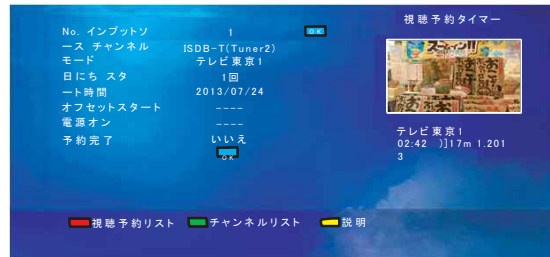 視聴予約タイマー
No. インプットソ 1 OK
ース チャンネル ISDB-T(Tuner2)
モード テレビ東京1
日にち スタ 1回
ート時間 2013/07/24
オフセットスタート ----
電源オン ----
予約完了 いいえ
OK
スッキリ!!
テレビ東京1
02:42 )]17m 1.201
3
視聴予約リスト チャンネルリスト 説明